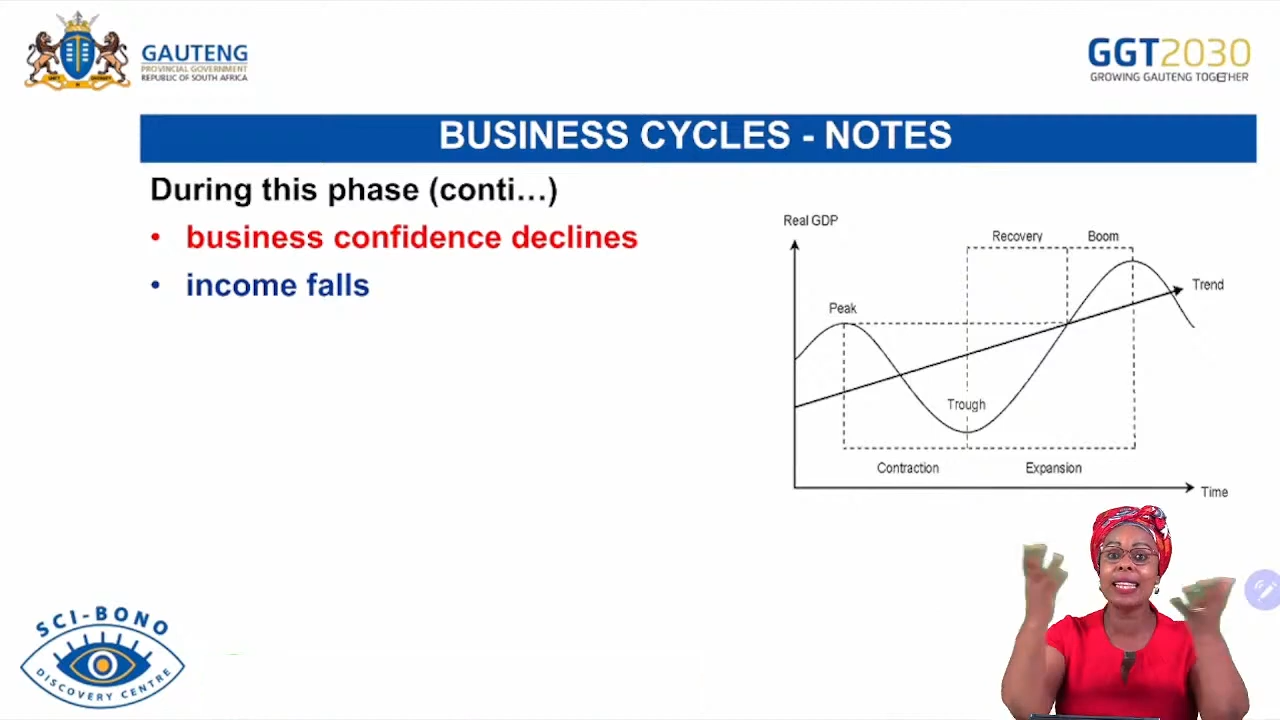 GAUTENG
PROVINCIAL GOVERNMENT
REPUBLIC OF SOUTH AFRICA
GGT2030
GROWING GAUTENG TOGETHER
BUSINESS CYCLES - NOTES
During this phase (conti…)
• business confidence declines
• income falls
Real GDP
Recovery
Boom
Trend
Peak
Trough
Contraction
Expansion
Time
SCI-BONO
DISCOVERY CENTRE